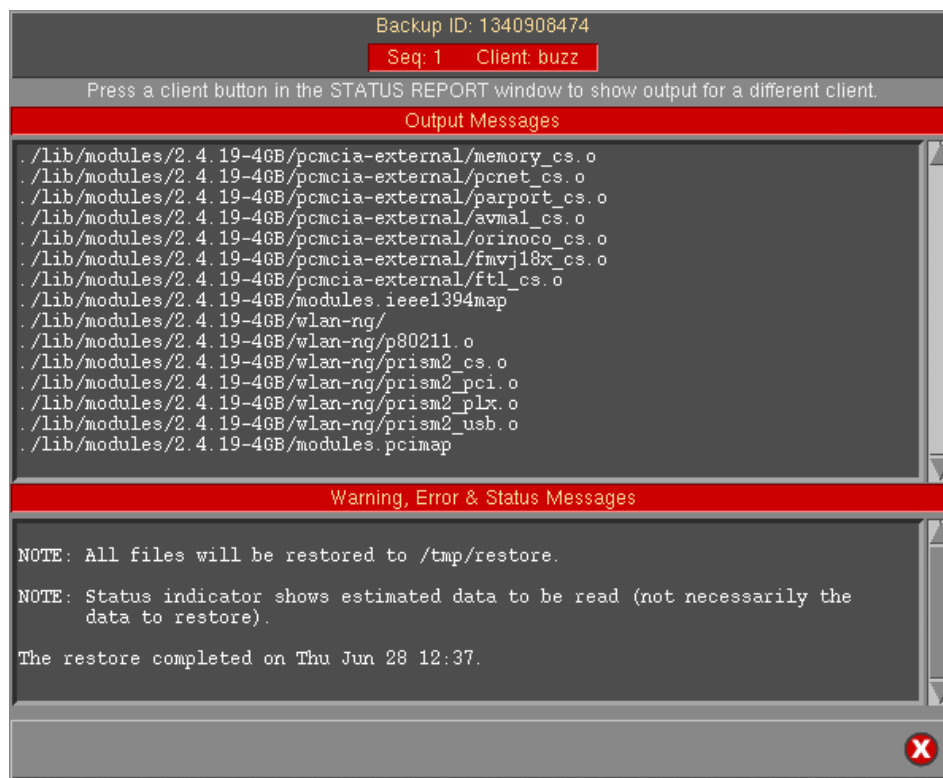 Backup ID: 1340908474
Seq: 1 Client: buzz
Press a client button in the STATUS REPORT window to show output for a different client.
Output Messages
./lib/modules/2.4.19-4GB/pcmcia-external/memory_cs.o
./lib/modules/2.4.19-4GB/pcmcia-external/pcnet_cs.o
./lib/modules/2.4.19-4GB/pcmcia-external/parport_cs.o
./lib/modules/2.4.19-4GB/pcmcia-external/avma1_cs.o
./lib/modules/2.4.19-4GB/pcmcia-external/orinoco_cs.o
./lib/modules/2.4.19-4GB/pcmcia-external/fmvj18x_cs.o
./lib/modules/2.4.19-4GB/pcmcia-external/ftl_cs.o
./lib/modules/2.4.19-4GB/modules.ieee1394map
./lib/modules/2.4.19-4GB/wlan-ng/
./lib/modules/2.4.19-4GB/wlan-ng/p80211.o
./lib/modules/2.4.19-4GB/wlan-ng/prism2_cs.o
./lib/modules/2.4.19-4GB/wlan-ng/prism2_pci.o
./lib/modules/2.4.19-4GB/wlan-ng/prism2_plx.o
./lib/modules/2.4.19-4GB/wlan-ng/prism2_usb.o
./lib/modules/2.4.19-4GB/modules.pcimap
Warning, Error & Status Messages
NOTE: All files will be restored to /tmp/restore.
NOTE: Status indicator shows estimated data to be read (not necessarily the
data to restore).
The restore completed on Thu Jun 28 12:37.